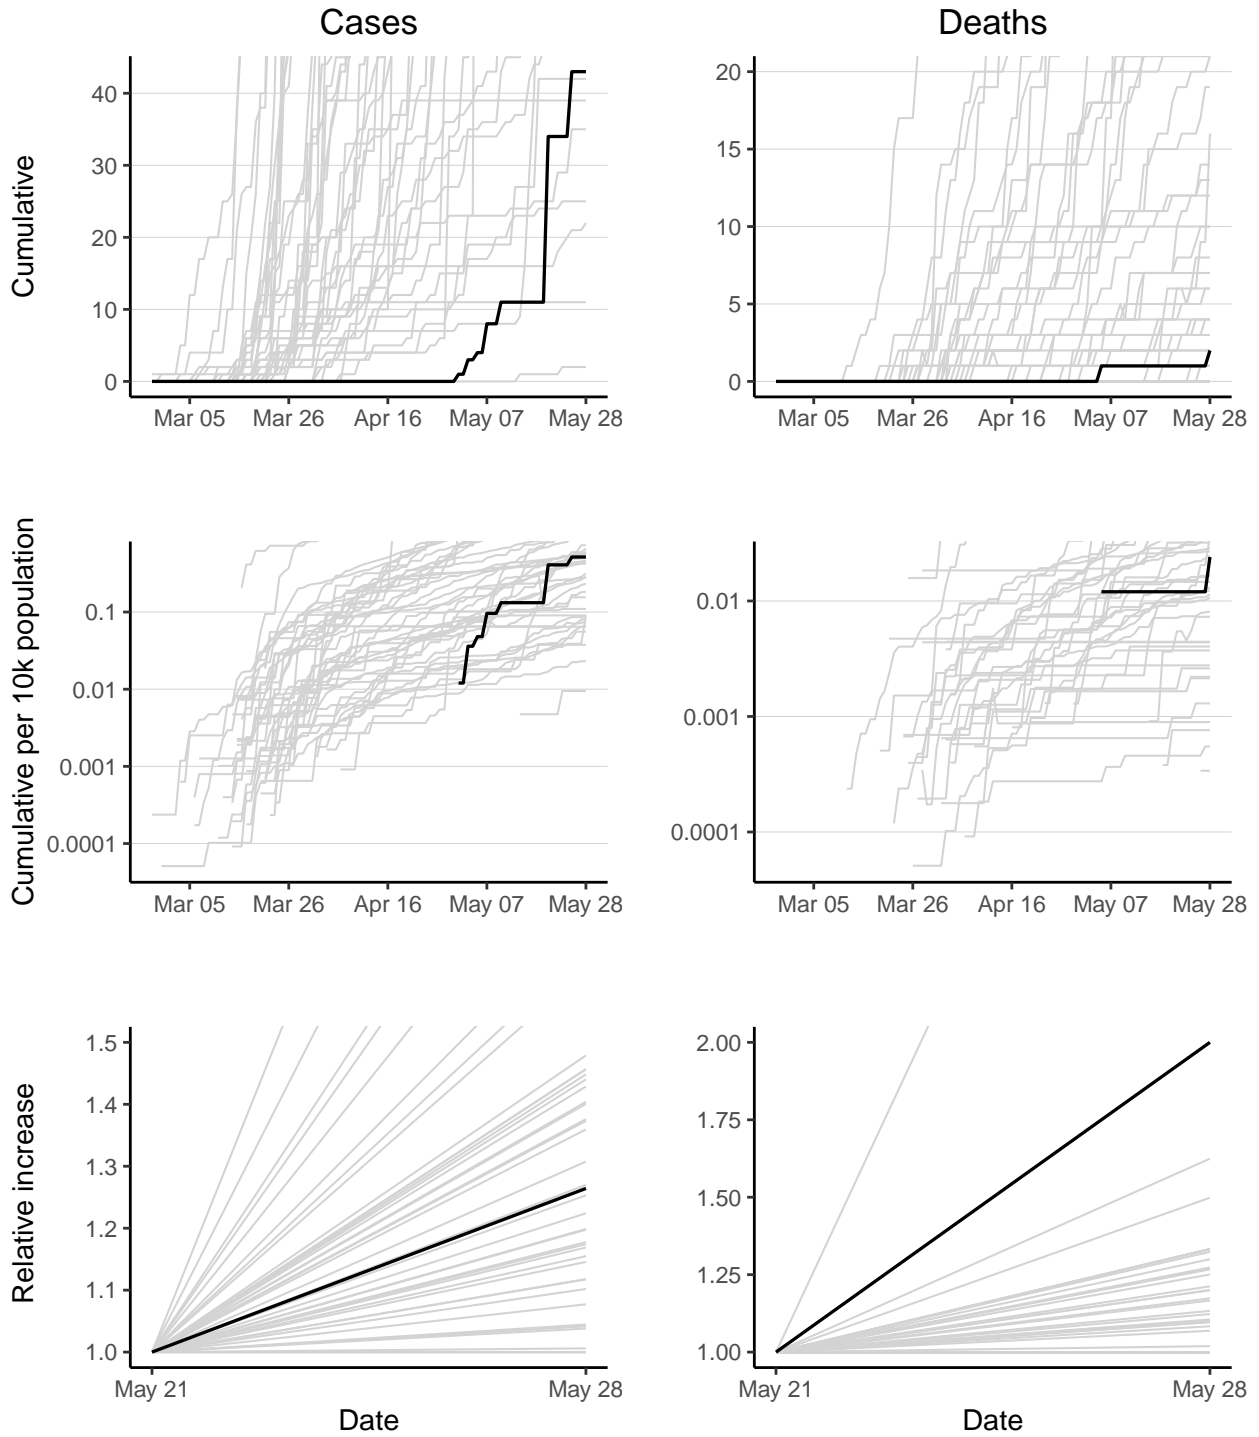 Cases
Deaths
Cumulative
40
30
20
10
0
Mar 05 Mar 26 Apr 16 May 07 May 28
20
15
10
5
0
Mar 05 Mar 26 Apr 16 May 07 May 28
Cumulative per 10k population
0.1
0.01
0.001
0.0001
Mar 05 Mar 26 Apr 16 May 07 May 28
0.01
0.001
0.0001
Mar 05 Mar 26 Apr 16 May 07 May 28
Relative increase
1.5
1.4
1.3
1.2
1.1
1.0
May 21 May 28
Date
2.00
1.75
1.50
1.25
1.00
May 21 May 28
Date